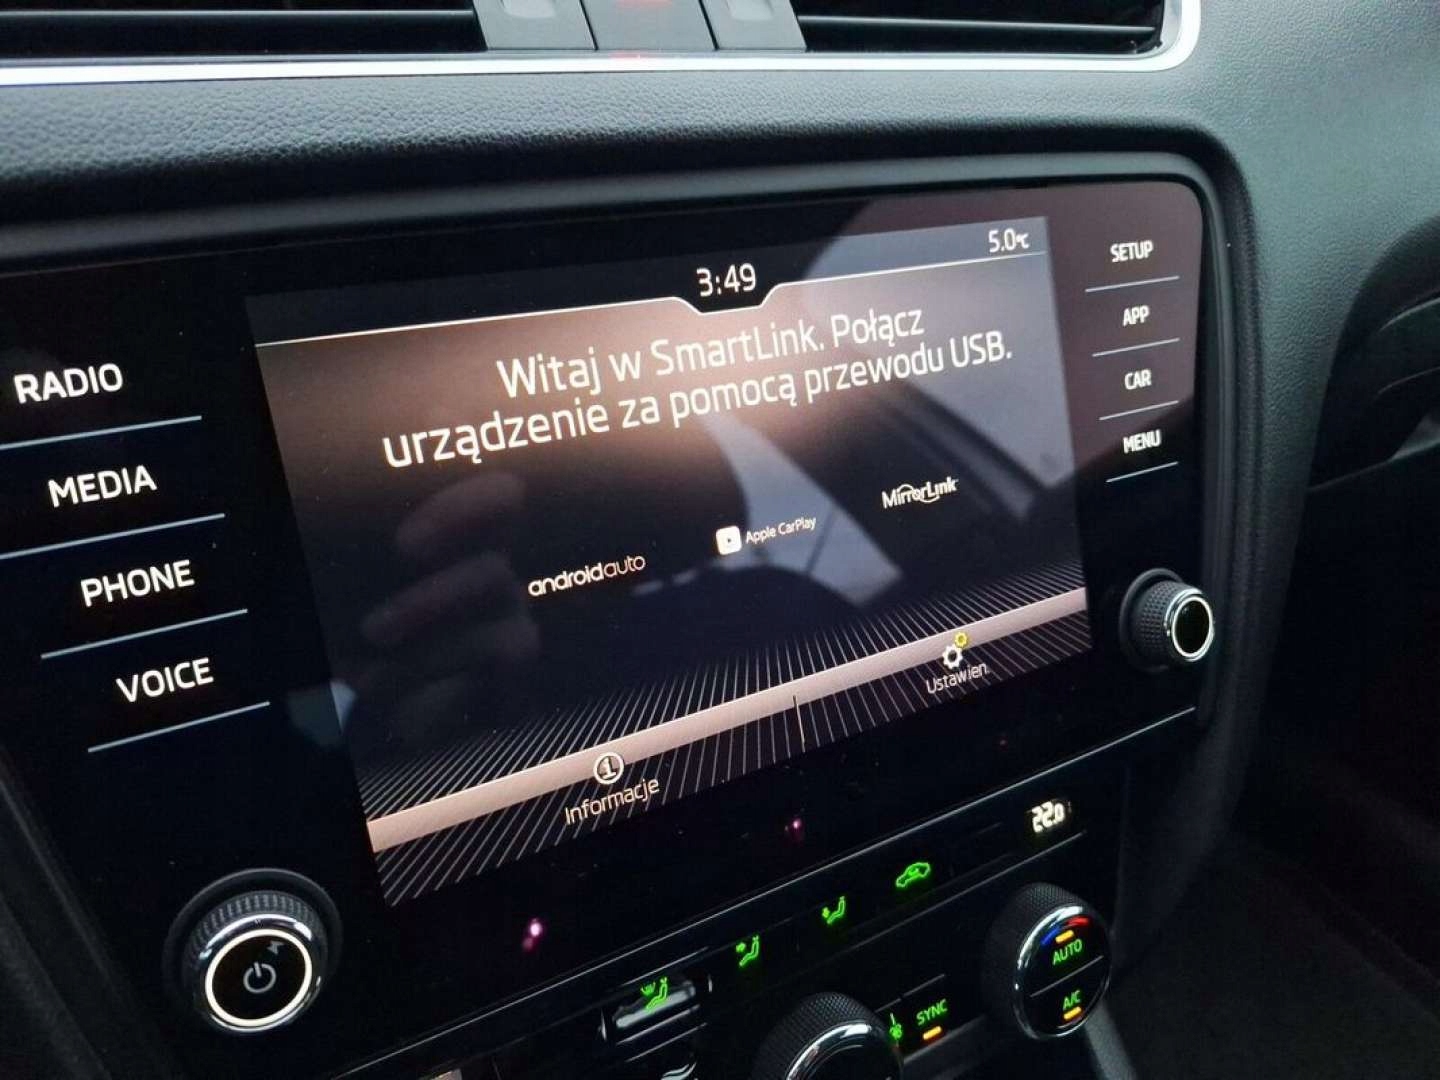 3:49
5.0°C
Witaj w SmartLink. Połącz
urządzenie za pomocą przewodu USB.
androidauto
Apple CarPlay
MirrorLink
Informacje
Ustawien
RADIO
MEDIA
PHONE
VOICE
SETUP
APP
CAR
MENU
22.0
AUTO
A/C
SYNC